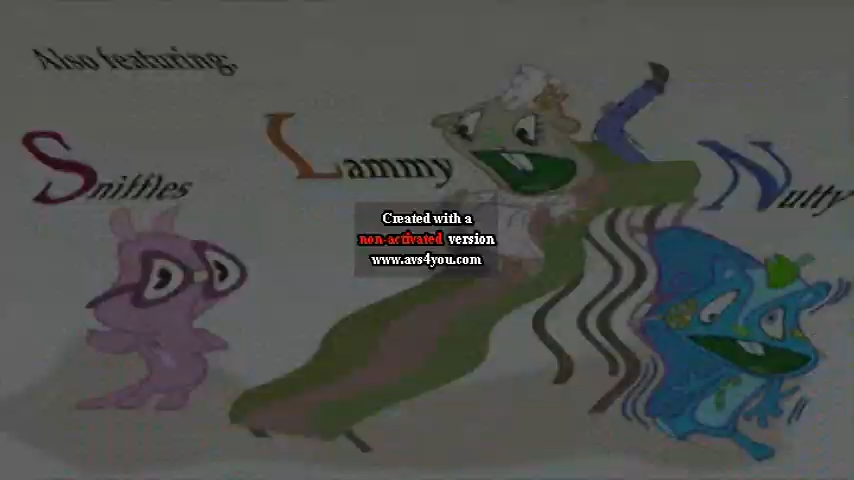 Also featuring:
Sniffles
Lammy
Nutty
Created with a
non-activated version
www.avs4you.com